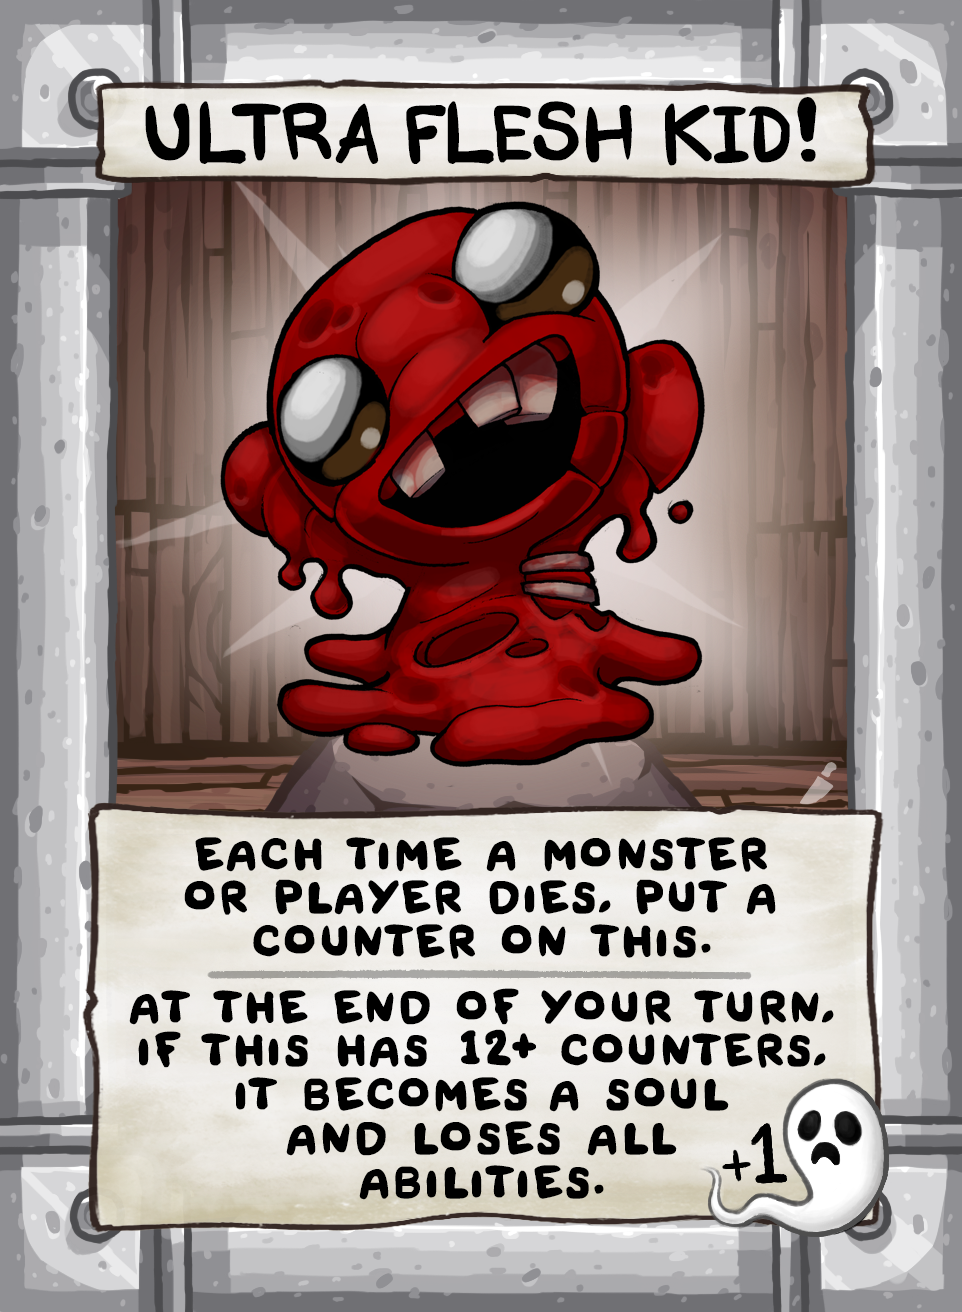 ULTRA FLESH KID!
EACH TIME A MONSTER
OR PLAYER DIES, PUT A
COUNTER ON THIS.
AT THE END OF YOUR TURN,
IF THIS HAS 12+ COUNTERS,
IT BECOMES A SOUL
AND LOSES ALL
ABILITIES.
+1